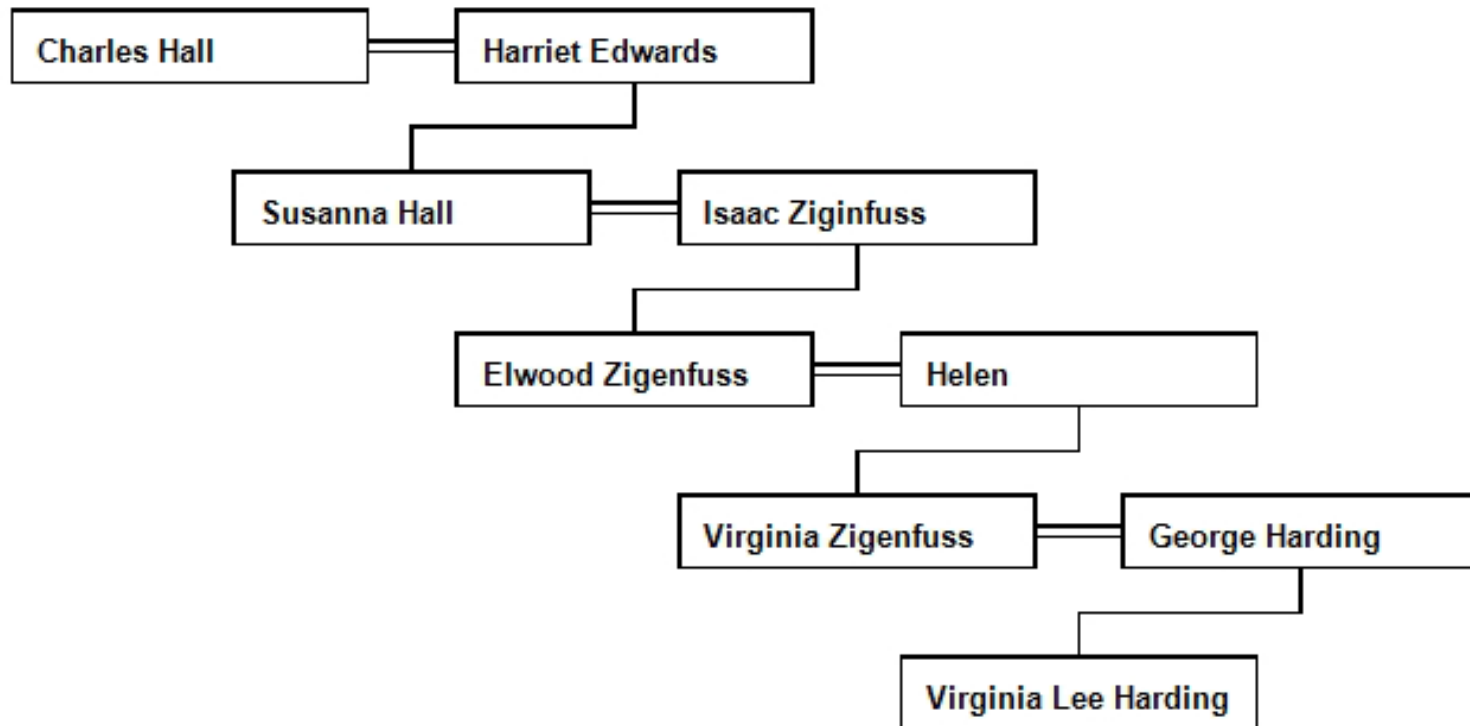 Charles Hall
Harriet Edwards
Susanna Hall
Isaac Ziginfuss
Elwood Zigenfuss
Helen
Virginia Zigenfuss
George Harding
Virginia Lee Harding